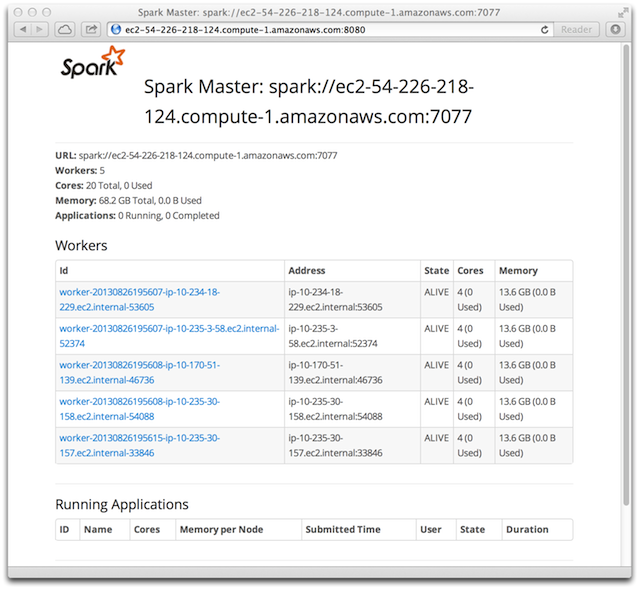 Spark Master: spark://ec2-54-226-218-124.compute-1.amazonaws.com:7077
ec2-54-226-218-124.compute-1.amazonaws.com:8080
Reader
Spark
Spark Master: spark://ec2-54-226-218-
124.compute-1.amazonaws.com:7077
URL: spark://ec2-54-226-218-124.compute-1.amazonaws.com:7077
Workers: 5
Cores: 20 Total, 0 Used
Memory: 68.2 GB Total, 0.0 B Used
Applications: 0 Running, 0 Completed
Workers
Id Address State Cores Memory
worker-20130826195607-ip-10-234-18- ip-10-234-18- ALIVE 4 (0 13.6 GB (0.0 B
229.ec2.internal-53605 229.ec2.internal:53605 Used) Used)
worker-20130826195607-ip-10-235-3-58.ec2.internal- ip-10-235-3- ALIVE 4 (0 13.6 GB (0.0 B
52374 58.ec2.internal:52374 Used) Used)
worker-20130826195608-ip-10-170-51- ip-10-170-51- ALIVE 4 (0 13.6 GB (0.0 B
139.ec2.internal-46736 139.ec2.internal:46736 Used) Used)
worker-20130826195608-ip-10-235-30- ip-10-235-30- ALIVE 4 (0 13.6 GB (0.0 B
158.ec2.internal-54088 158.ec2.internal:54088 Used) Used)
worker-20130826195615-ip-10-235-30- ip-10-235-30- ALIVE 4 (0 13.6 GB (0.0 B
157.ec2.internal-33846 157.ec2.internal:33846 Used) Used)
Running Applications
ID Name Cores Memory per Node Submitted Time User State Duration